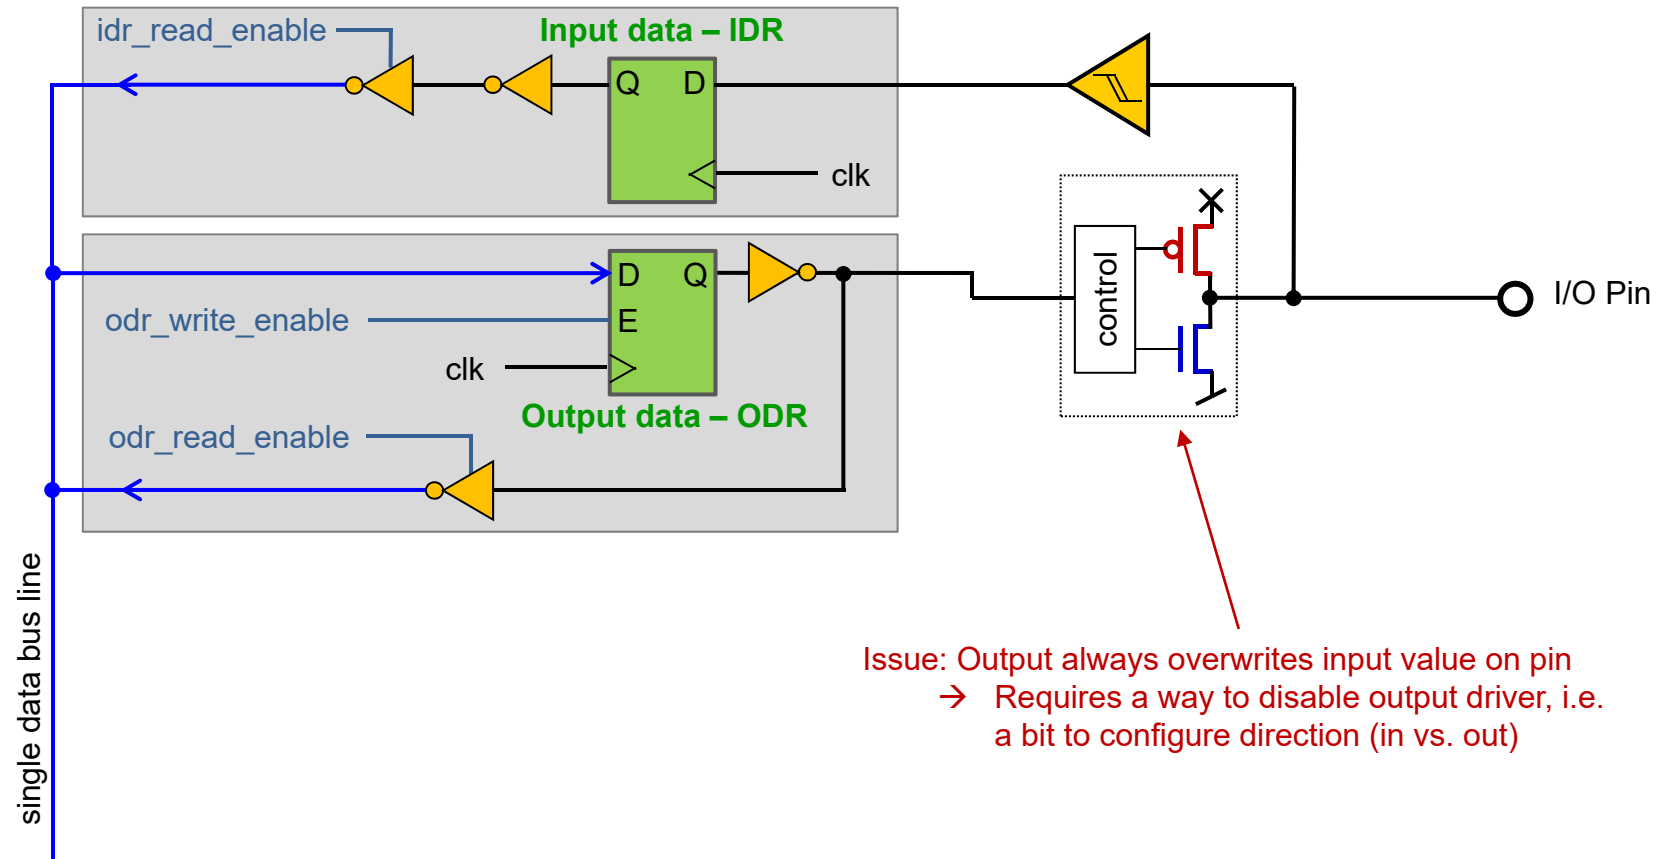 idr_read_enable
Input data – IDR
Q D
clk
D Q
odr_write_enable
E
clk
Output data – ODR
odr_read_enable
control
I/O Pin
single data bus line
Issue: Output always overwrites input value on pin
→ Requires a way to disable output driver, i.e.
a bit to configure direction (in vs. out)